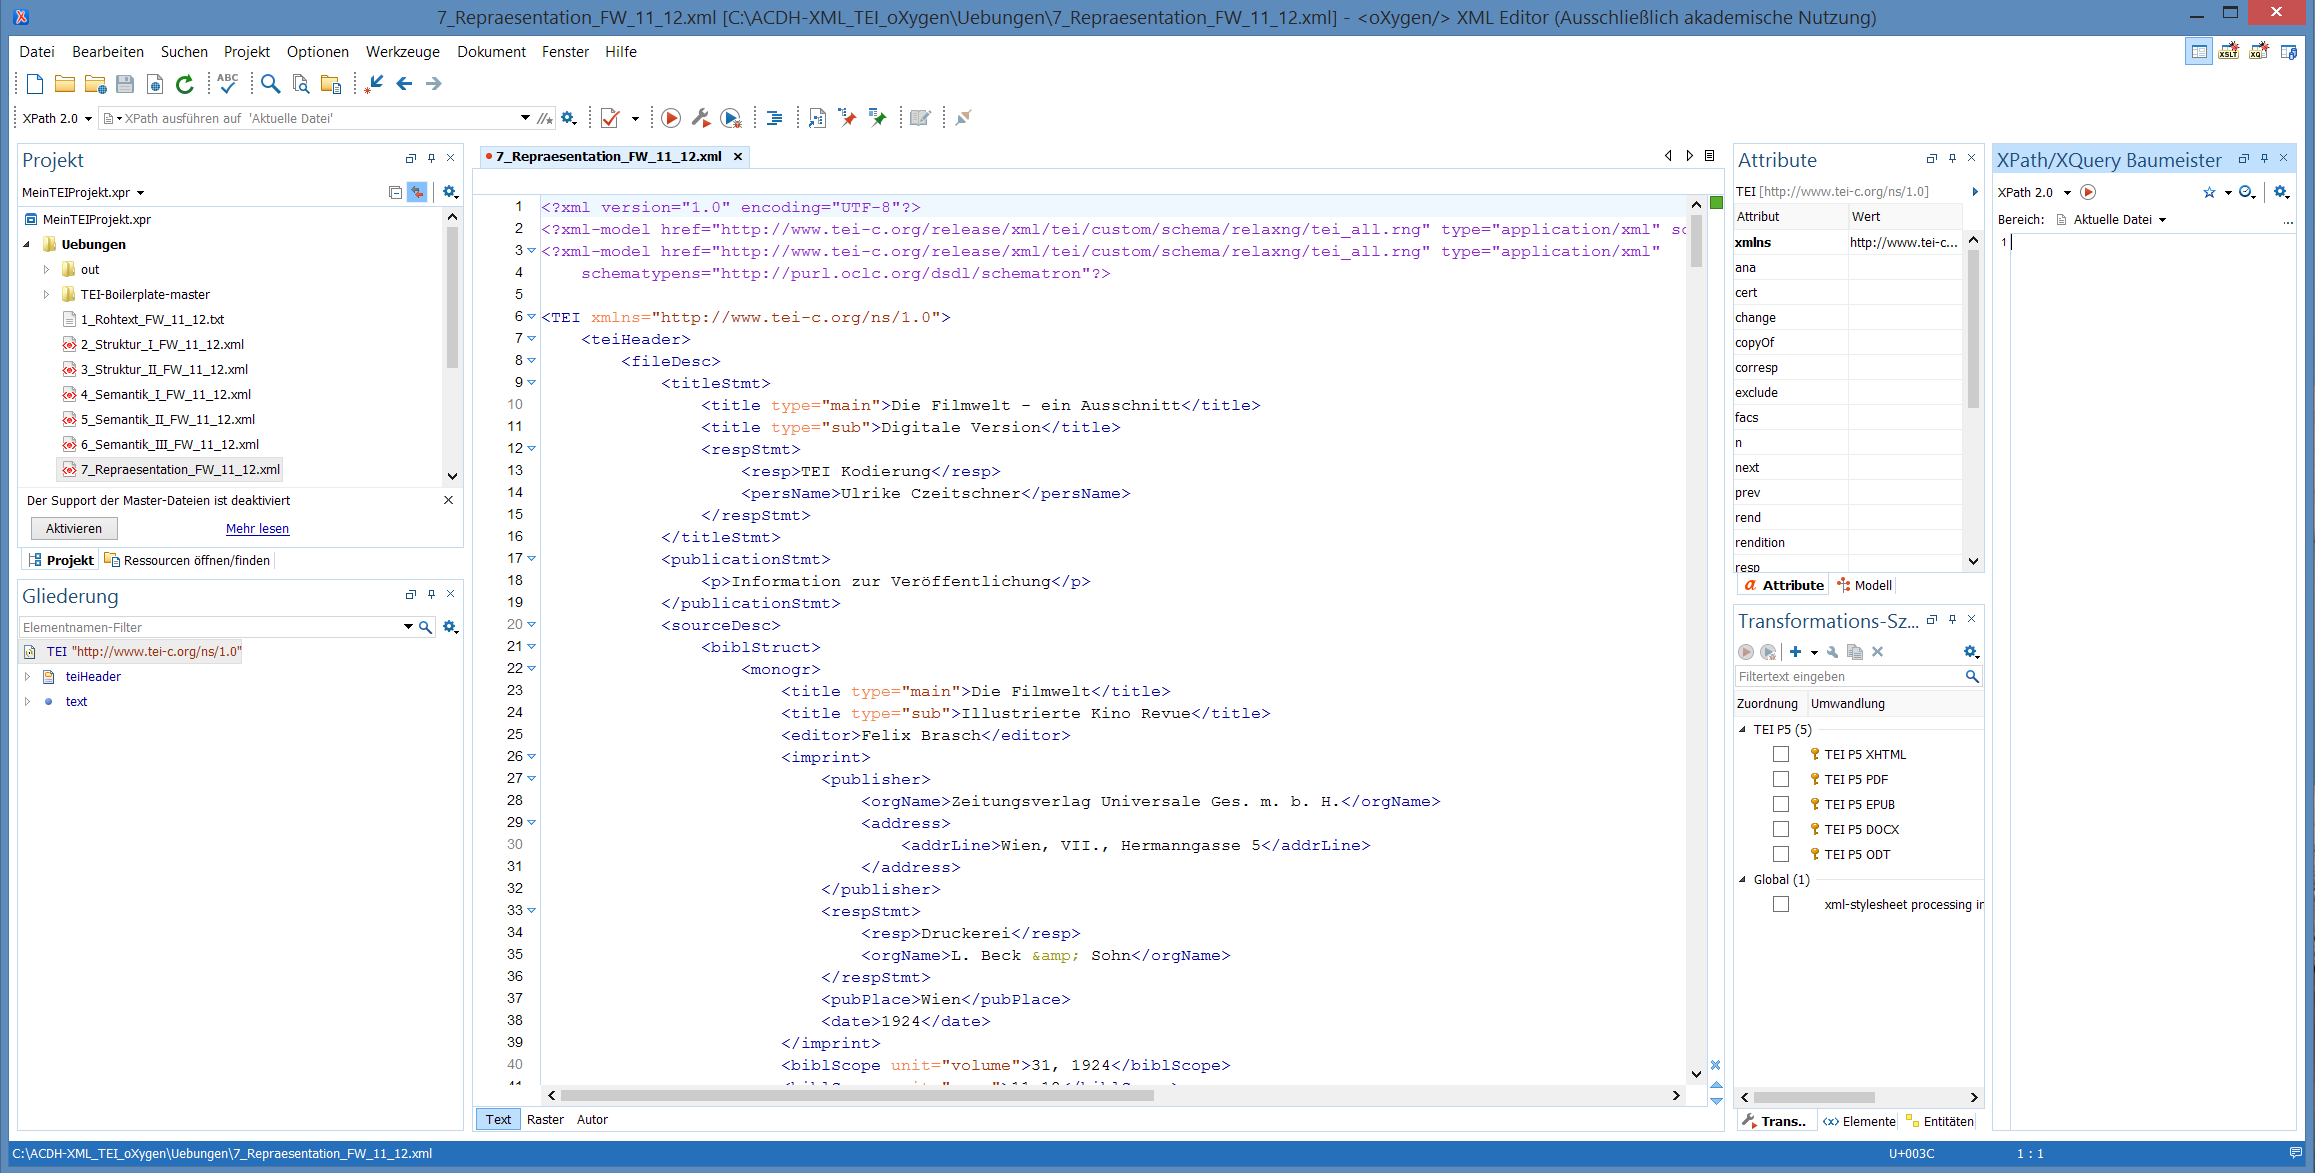 7_Repraesentation_FW_11_12.xml [C:\ACDH-XML_TEI_oXygen\Uebungen\7_Repraesentation_FW_11_12.xml] - <oXygen/> XML Editor (Ausschließlich akademische Nutzung)
Datei Bearbeiten Suchen Projekt Optionen Werkzeuge Dokument Fenster Hilfe
XPath 2.0 XPath ausführen auf 'Aktuelle Datei'
Projekt
MeinTEIProjekt.xpr
MeinTEIProjekt.xpr
Uebungen
out
TEI-Boilerplate-master
1_Rohtext_FW_11_12.txt
2_Struktur_I_FW_11_12.xml
3_Struktur_II_FW_11_12.xml
4_Semantik_I_FW_11_12.xml
5_Semantik_II_FW_11_12.xml
6_Semantik_III_FW_11_12.xml
7_Repraesentation_FW_11_12.xml
Der Support der Master-Dateien ist deaktiviert
Aktivieren Mehr lesen
Projekt Ressourcen öffnen/finden
Gliederung
Elementnamen-Filter
TEI "http://www.tei-c.org/ns/1.0"
teiHeader
text
7_Repraesentation_FW_11_12.xml
1 <?xml version="1.0" encoding="UTF-8"?>
2 <?xml-model href="http://www.tei-c.org/release/xml/tei/custom/schema/relaxng/tei_all.rng" type="application/xml" sc
3 <?xml-model href="http://www.tei-c.org/release/xml/tei/custom/schema/relaxng/tei_all.rng" type="application/xml"
4 schematypens="http://purl.oclc.org/dsdl/schematron"?>
5
6 <TEI xmlns="http://www.tei-c.org/ns/1.0">
7 <teiHeader>
8 <fileDesc>
9 <titleStmt>
10 <title type="main">Die Filmwelt - ein Ausschnitt</title>
11 <title type="sub">Digitale Version</title>
12 <respStmt>
13 <resp>TEI Kodierung</resp>
14 <persName>Ulrike Czeitschner</persName>
15 </respStmt>
16 </titleStmt>
17 <publicationStmt>
18 <p>Information zur Veröffentlichung</p>
19 </publicationStmt>
20 <sourceDesc>
21 <biblStruct>
22 <monogr>
23 <title type="main">Die Filmwelt</title>
24 <title type="sub">Illustrierte Kino Revue</title>
25 <editor>Felix Brasch</editor>
26 <imprint>
27 <publisher>
28 <orgName>Zeitungsverlag Universale Ges. m. b. H.</orgName>
29 <address>
30 <addrLine>Wien, VII., Hermanngasse 5</addrLine>
31 </address>
32 </publisher>
33 <respStmt>
34 <resp>Druckerei</resp>
35 <orgName>L. Beck &amp; Sohn</orgName>
36 </respStmt>
37 <pubPlace>Wien</pubPlace>
38 <date>1924</date>
39 </imprint>
40 <biblScope unit="volume">31, 1924</biblScope>
Text Raster Autor
Attribute
TEI [http://www.tei-c.org/ns/1.0]
Attribut Wert
xmlns http://www.tei-c...
ana
cert
change
copyOf
corresp
exclude
facs
n
next
prev
rend
rendition
resp
Attribute Modell
Transformations-Sz...
Filtertext eingeben
Zuordnung Umwandlung
TEI P5 (5)
TEI P5 XHTML
TEI P5 PDF
TEI P5 EPUB
TEI P5 DOCX
TEI P5 ODT
Global (1)
xml-stylesheet processing in
Trans.. Elemente Entitäten
XPath/XQuery Baumeister
XPath 2.0
Bereich: Aktuelle Datei ...
1
C:\ACDH-XML_TEI_oXygen\Uebungen\7_Repraesentation_FW_11_12.xml U+003C 1 : 1